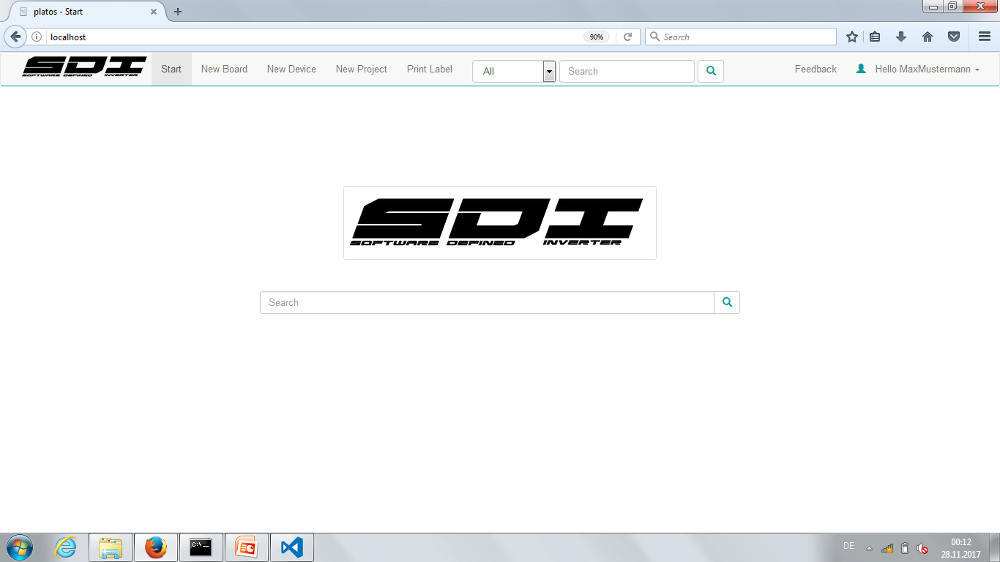 platos - Start
localhost
90%
Search
SDI
SOFTWARE DEFINED INVERTER
Start
New Board
New Device
New Project
Print Label
All
Search
Feedback
Hello MaxMustermann
SDI
SOFTWARE DEFINED INVERTER
Search
C:\_
DE
00:12
28.11.2017